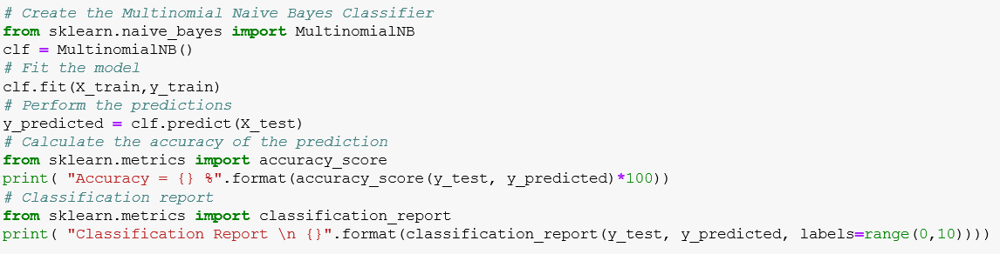 # Create the Multinomial Naive Bayes Classifier
from sklearn.naive_bayes import MultinomialNB
clf = MultinomialNB()
# Fit the model
clf.fit(X_train,y_train)
# Perform the predictions
y_predicted = clf.predict(X_test)
# Calculate the accuracy of the prediction
from sklearn.metrics import accuracy_score
print( "Accuracy = {} %".format(accuracy_score(y_test, y_predicted)*100))
# Classification report
from sklearn.metrics import classification_report
print( "Classification Report \n {}".format(classification_report(y_test, y_predicted, labels=range(0,10))))